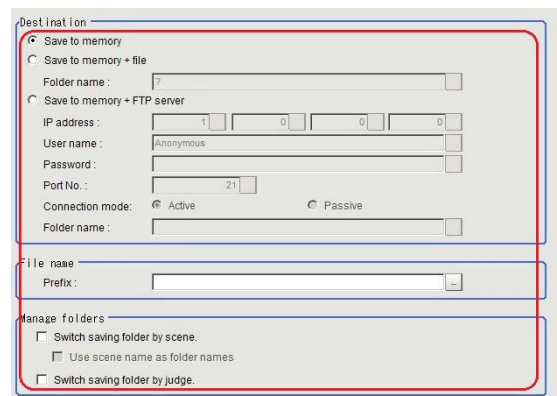 Destination
Save to memory
Save to memory + file
Folder name : ?
Save to memory + FTP server
IP address : 1 0 0 0
User name : Anonymous
Password :
Port No. : 21
Connection mode: Active Passive
Folder name :
File name
Prefix : ...
Manage folders
Switch saving folder by scene.
Use scene name as folder names
Switch saving folder by judge.